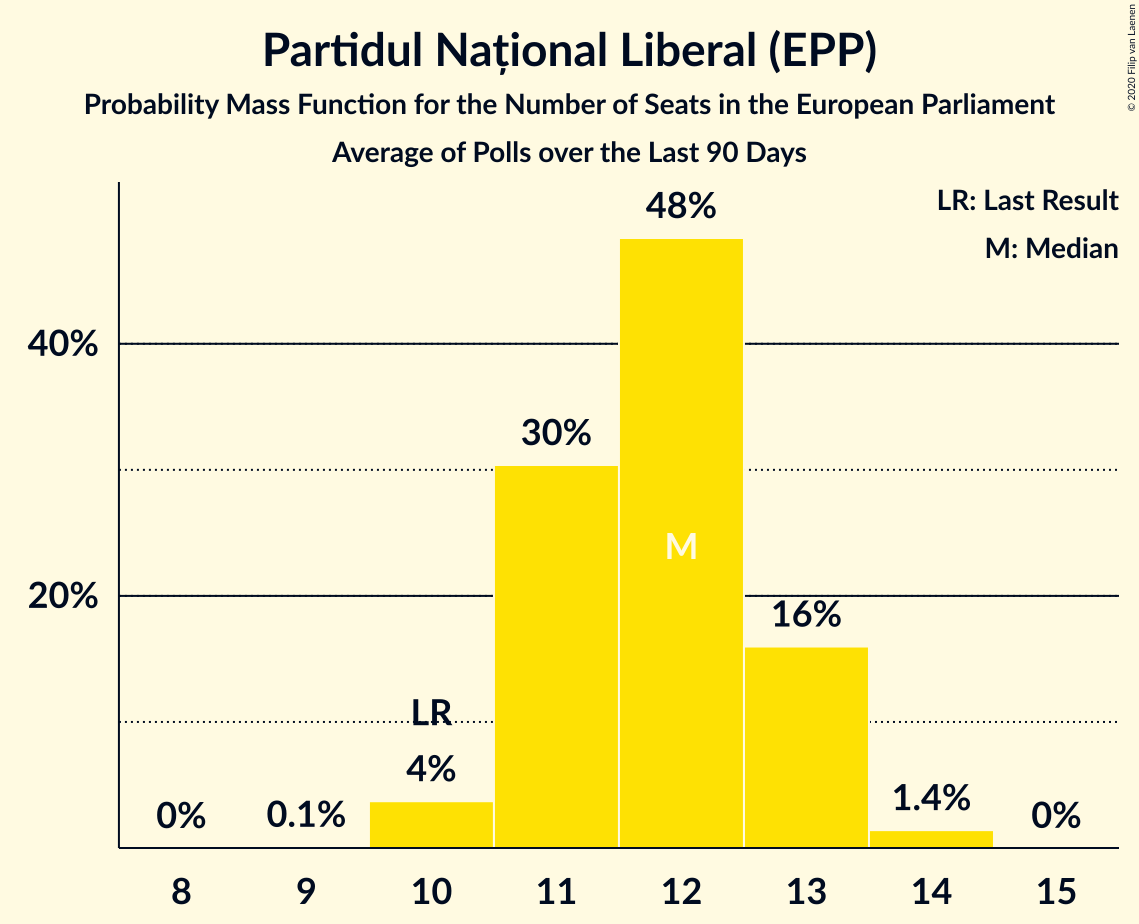 Partidul Național Liberal (EPP)
Probability Mass Function for the Number of Seats in the European Parliament
Average of Polls over the Last 90 Days
© 2020 Filip van Laenen
LR: Last Result
M: Median
48%
40%
30%
M
20%
16%
LR
4%
0%
0.1%
1.4%
0%
8 9 10 11 12 13 14 15